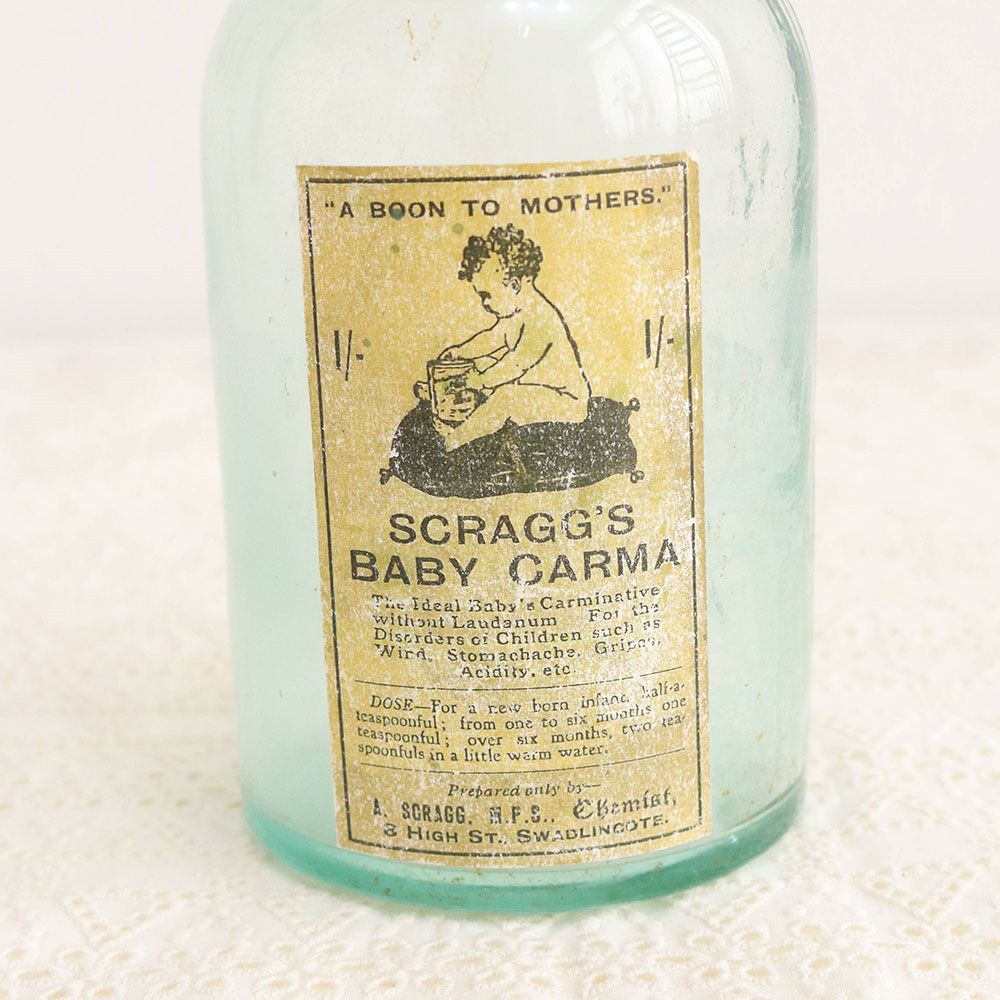 "A BOON TO MOTHERS."
1/- 1/-
SCRAGG'S
BABY CARMA
The Ideal Baby's Carminative
without Laudanum For the
Disorders of Children such as
Wind, Stomachache, Gripes,
Acidity, etc.
DOSE—For a new born infant, half-a-
teaspoonful; from one to six months one
teaspoonful; over six months, two tea-
spoonfuls in a little warm water.
Prepared only by—
A. SCRAGG, M.P.S., Chemist,
3 HIGH ST., SWADLINCOTE.